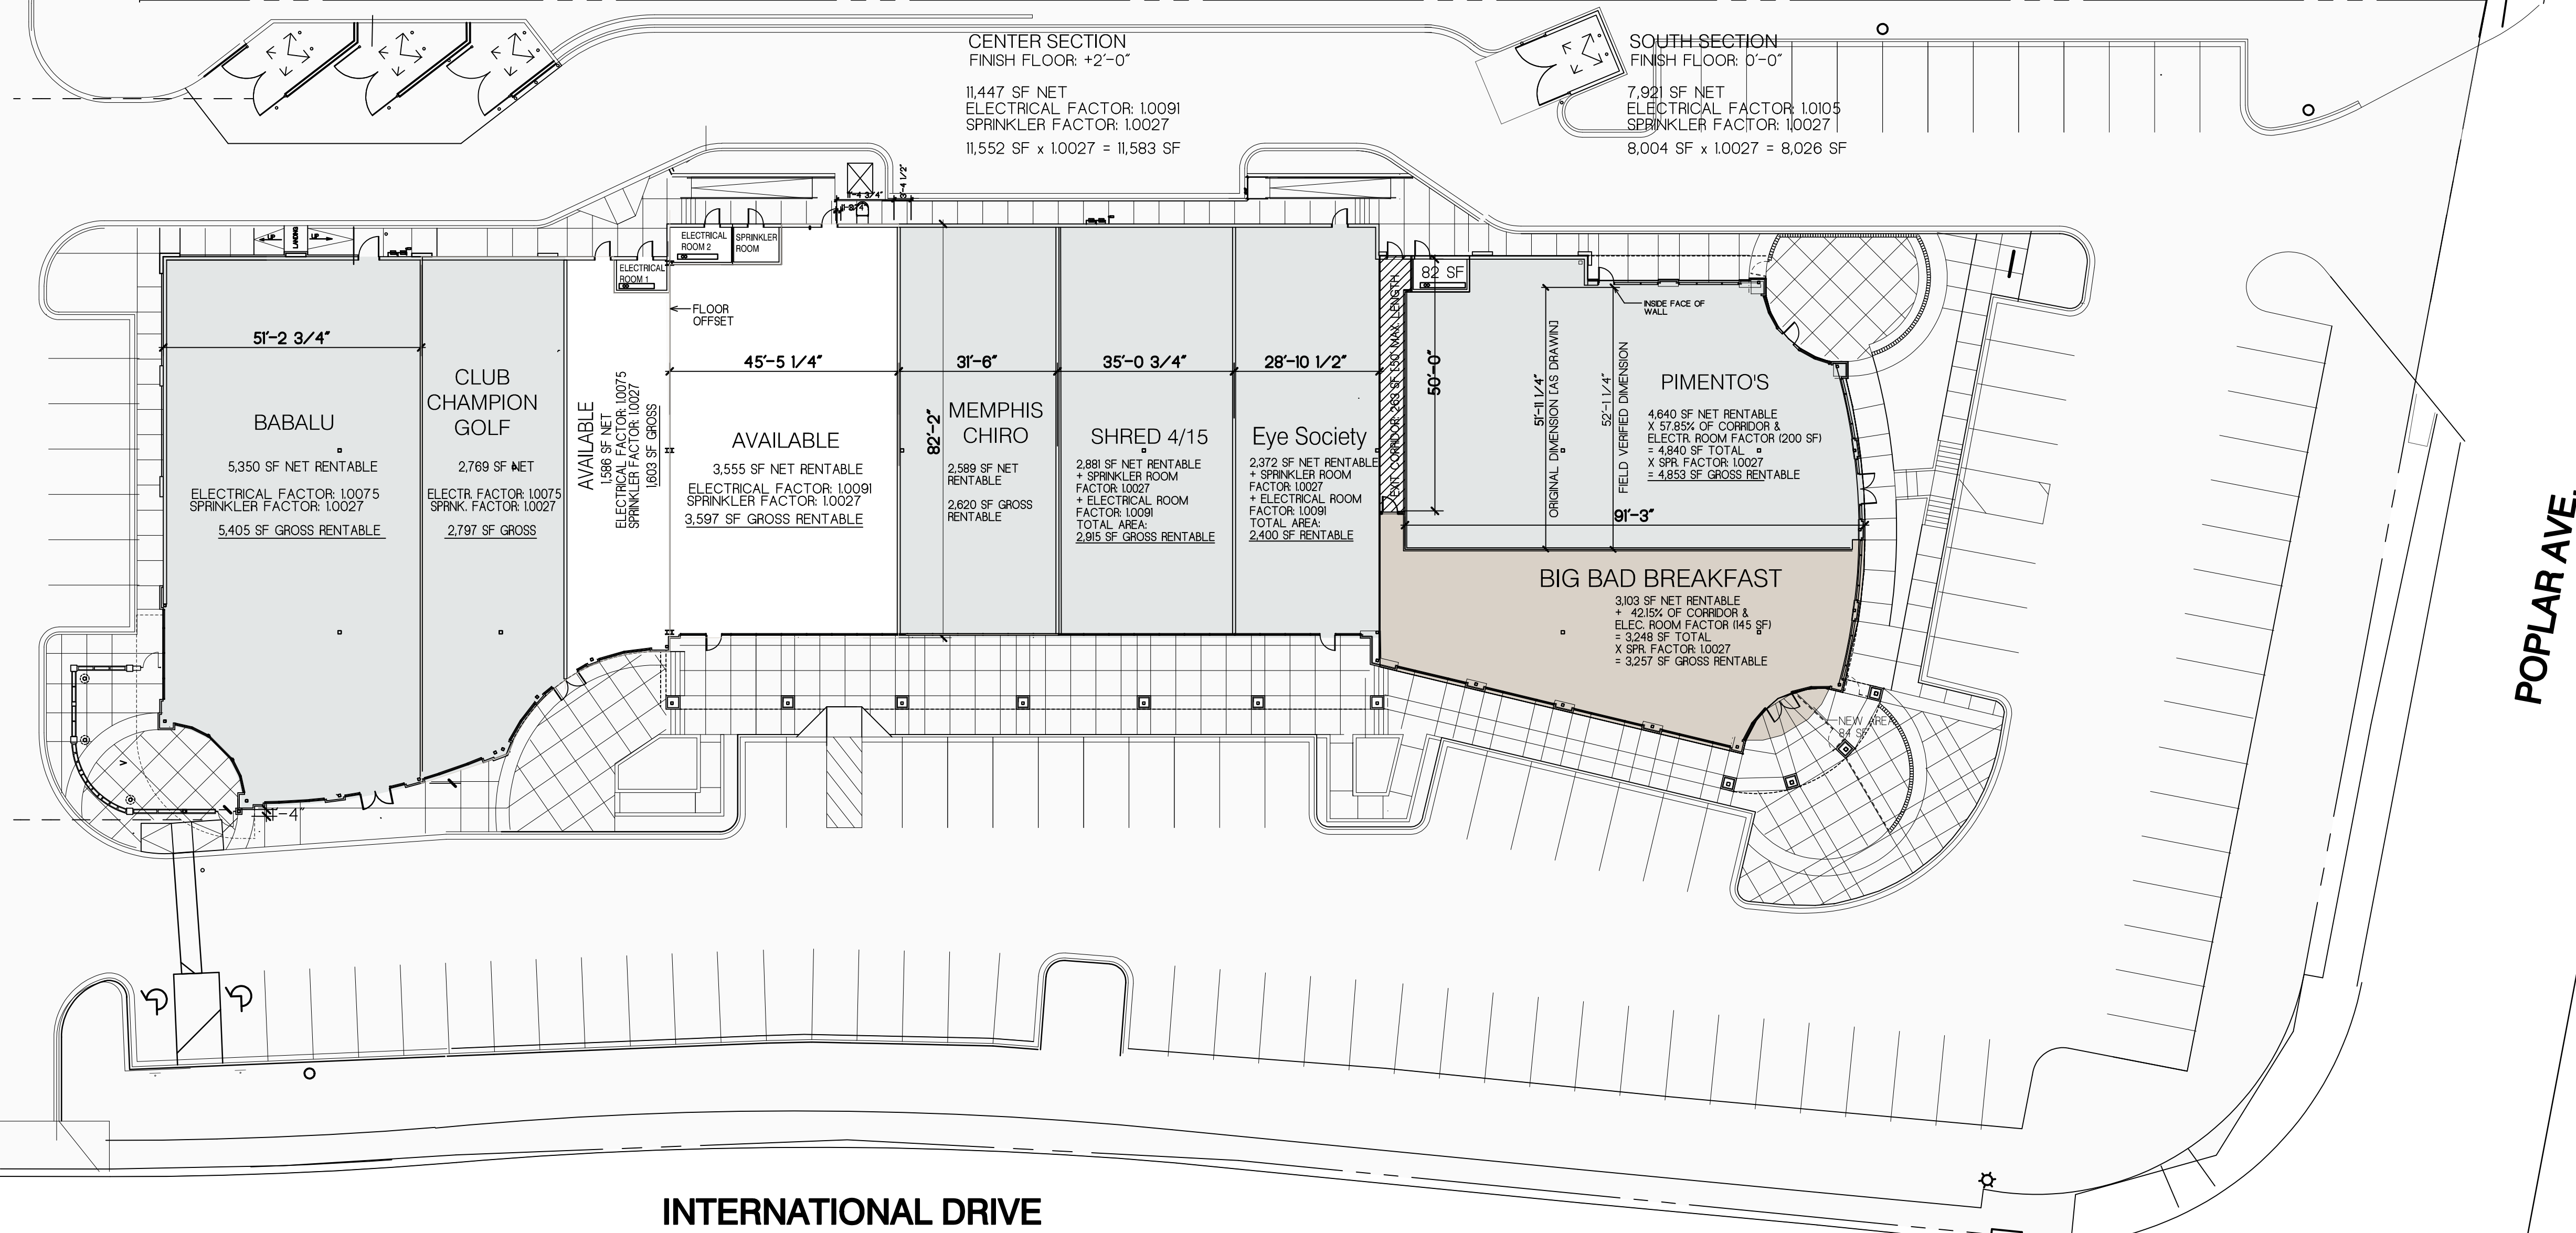 CENTER SECTION
FINISH FLOOR: +2'-0"
11,447 SF NET
ELECTRICAL FACTOR: 1.0091
SPRINKLER FACTOR: 1.0027
11,552 SF x 1.0027 = 11,583 SF
SOUTH SECTION
FINISH FLOOR: 0'-0"
7,921 SF NET
ELECTRICAL FACTOR: 1.0105
SPRINKLER FACTOR: 1.0027
8,004 SF x 1.0027 = 8,026 SF
UP
LANDING
UP
ELECTRICAL
ROOM 2
SPRINKLER
ROOM
ELECTRICAL
ROOM 1
FLOOR
OFFSET
51'-2 3/4"
BABALU
5,350 SF NET RENTABLE
ELECTRICAL FACTOR: 1.0075
SPRINKLER FACTOR: 1.0027
5,405 SF GROSS RENTABLE
CLUB
CHAMPION
GOLF
2,769 SF NET
ELECTR. FACTOR: 1.0075
SPRNK. FACTOR: 1.0027
2,797 SF GROSS
AVAILABLE
1,586 SF NET
ELECTRICAL FACTOR: 1.0075
SPRINKLER FACTOR: 1.0027
1,603 SF GROSS
45'-5 1/4"
AVAILABLE
3,555 SF NET RENTABLE
ELECTRICAL FACTOR: 1.0091
SPRINKLER FACTOR: 1.0027
3,597 SF GROSS RENTABLE
82'-2"
31'-6"
MEMPHIS
CHIRO
2,589 SF NET
RENTABLE
2,620 SF GROSS
RENTABLE
35'-0 3/4"
SHRED 4/15
2,881 SF NET RENTABLE
+ SPRINKLER ROOM
FACTOR: 1.0027
+ ELECTRICAL ROOM
FACTOR: 1.0091
TOTAL AREA:
2,915 SF GROSS RENTABLE
28'-10 1/2"
Eye Society
2,372 SF NET RENTABLE
+ SPRINKLER ROOM
FACTOR: 1.0027
+ ELECTRICAL ROOM
FACTOR: 1.0091
TOTAL AREA:
2,400 SF RENTABLE
EXIT CORRIDOR: 263 SF [50' MAX. LENGTH]
82 SF
50'-0"
51'-11 1/4"
ORIGINAL DIMENSION [AS DRAWIN]
52'-1 1/4"
FIELD VERIFIED DIMENSION
INSIDE FACE OF
WALL
PIMENTO'S
4,640 SF NET RENTABLE
X 57.85% OF CORRIDOR &
ELECTR. ROOM FACTOR (200 SF)
= 4,840 SF TOTAL
X SPR. FACTOR: 1.0027
= 4,853 SF GROSS RENTABLE
91'-3"
BIG BAD BREAKFAST
3,103 SF NET RENTABLE
+ 42.15% OF CORRIDOR &
ELEC. ROOM FACTOR (145 SF)
= 3,248 SF TOTAL
X SPR. FACTOR: 1.0027
= 3,257 SF GROSS RENTABLE
NEW AREA
84 SF
POPLAR AVE.
INTERNATIONAL DRIVE